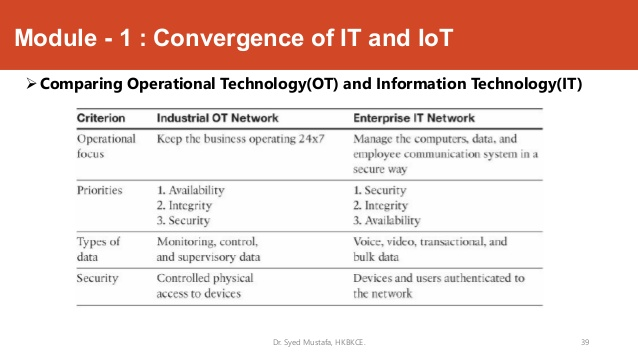 Module - 1 : Convergence of IT and IoT
➢Comparing Operational Technology(OT) and Information Technology(IT)
Criterion Industrial OT Network Enterprise IT Network
Operational focus Keep the business operating 24x7 Manage the computers, data, and employee communication system in a secure way
Priorities 1. Availability 1. Security
2. Integrity 2. Integrity
3. Security 3. Availability
Types of data Monitoring, control, and supervisory data Voice, video, transactional, and bulk data
Security Controlled physical access to devices Devices and users authenticated to the network
Dr. Syed Mustafa, HKBKCE. 39